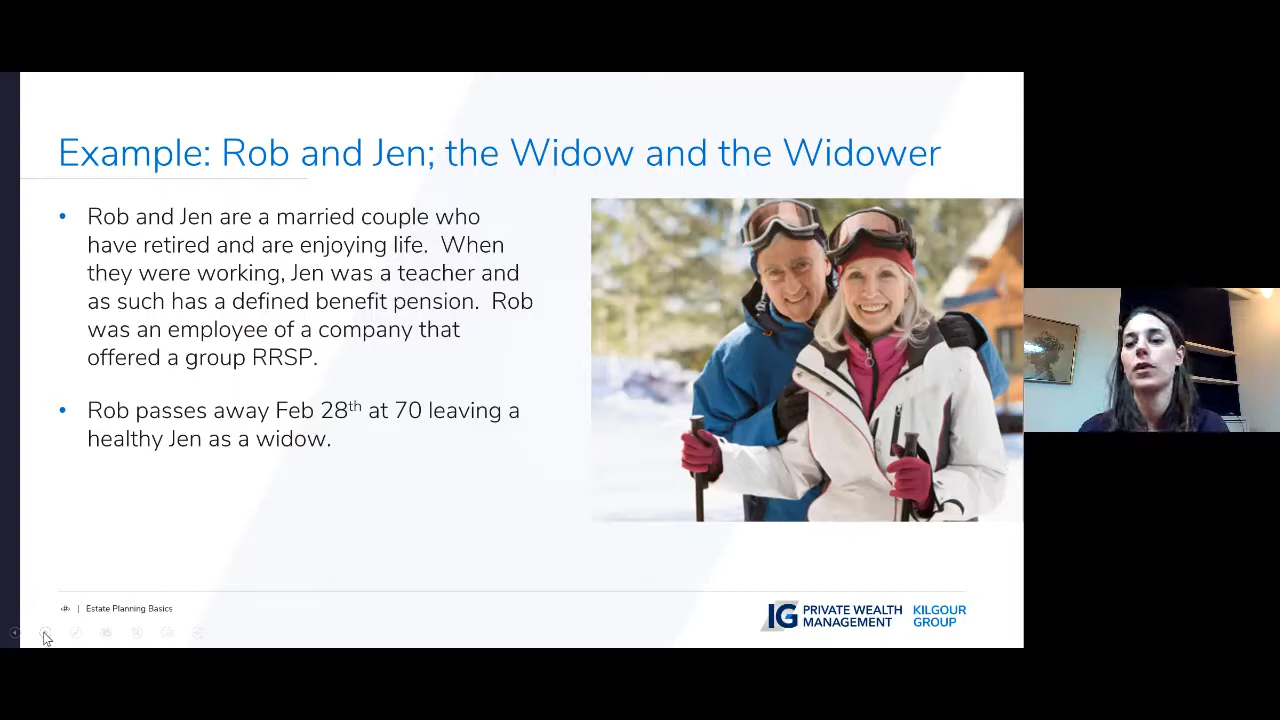 Example: Rob and Jen; the Widow and the Widower
• Rob and Jen are a married couple who
have retired and are enjoying life.  When
they were working, Jen was a teacher and
as such has a defined benefit pension.  Rob
was an employee of a company that
offered a group RRSP.
• Rob passes away Feb 28th at 70 leaving a
healthy Jen as a widow.
| Estate Planning Basics
IG PRIVATE WEALTH MANAGEMENT
KILGOUR GROUP